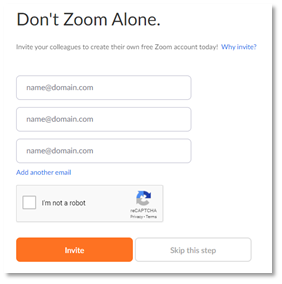 Don't Zoom Alone.
Invite your colleagues to create their own free Zoom account today! Why invite?
name@domain.com
name@domain.com
name@domain.com
Add another email
I'm not a robot
reCAPTCHA
Privacy - Terms
Invite
Skip this step